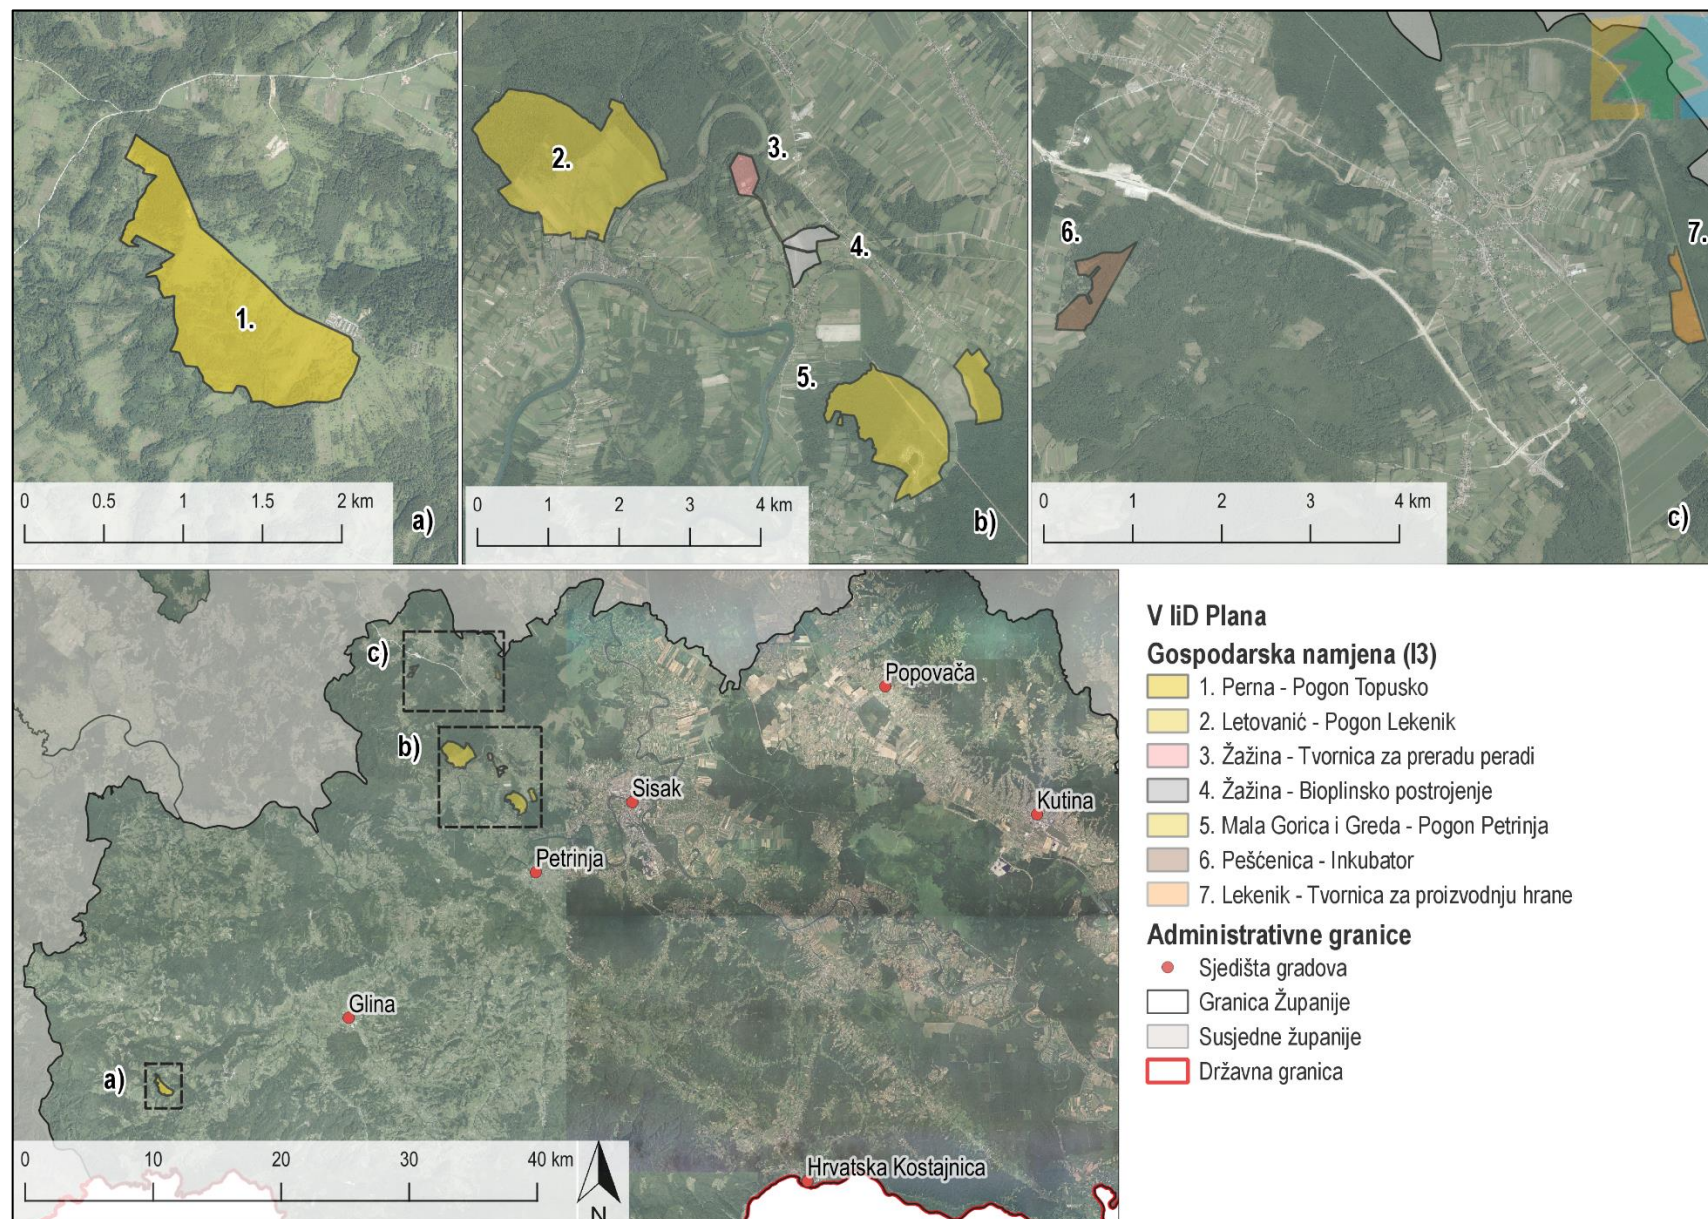 1.
0 0.5 1 1.5 2 km
a)
2.
3.
4.
5.
0 1 2 4 km
b)
6.
7.
0 1 2 4 km
c)
c)
b)
a)
Popovača
Sisak
Kutina
Petrinja
Glina
Hrvatska Kostajnica
0 10 20 30 40 km
N
V IiD Plana
Gospodarska namjena (I3)
1. Perna - Pogon Topusko
2. Letovanić - Pogon Lekenik
3. Žažina - Tvornica za preradu peradi
4. Žažina - Bioplinsko postrojenje
5. Mala Gorica i Greda - Pogon Petrinja
6. Pešćenica - Inkubator
7. Lekenik - Tvornica za proizvodnju hrane
Administrativne granice
Sjedišta gradova
Granica Županije
Susjedne županije
Državna granica